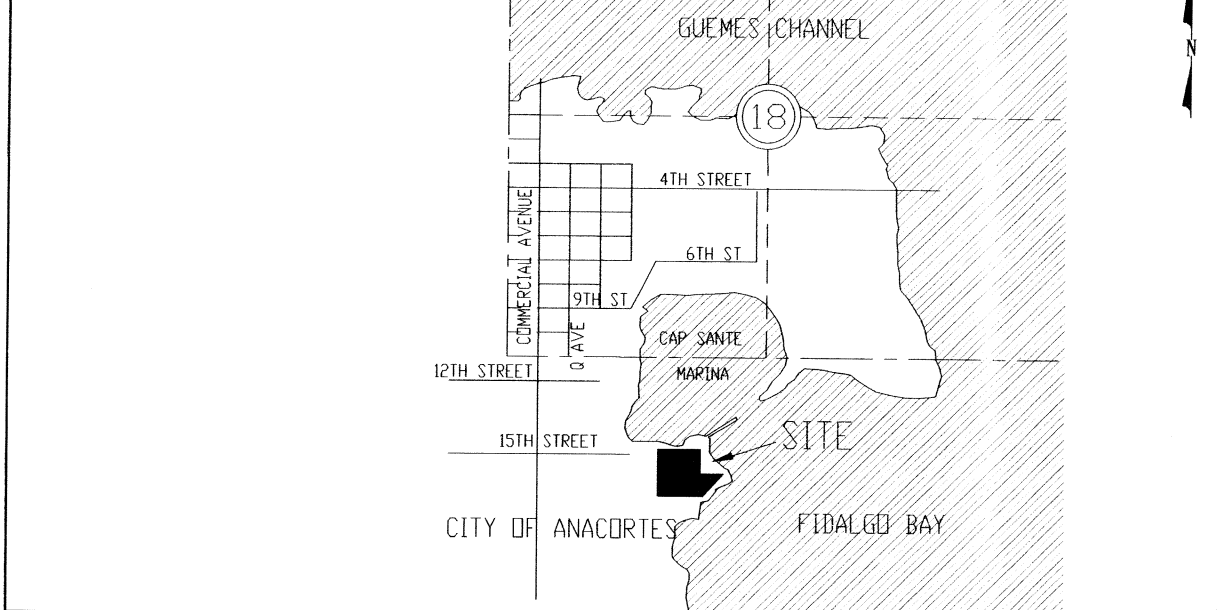 GUEMES CHANNEL
N
18
4TH STREET
COMMERCIAL AVENUE
6TH ST
9TH ST
Q AVE
CAP SANTE
MARINA
12TH STREET
15TH STREET
SITE
CITY OF ANACORTES
FIDALGO BAY